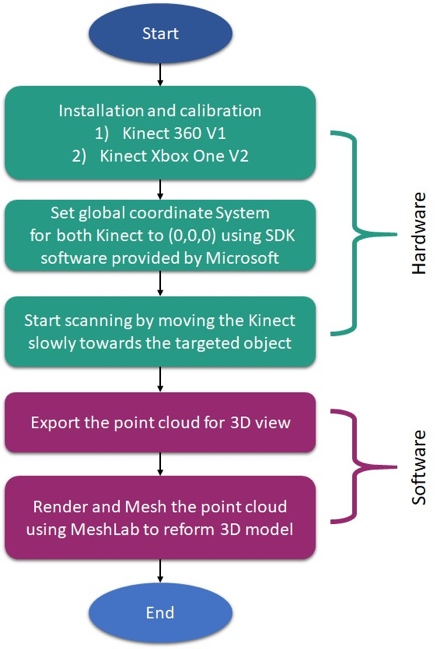 Start
Installation and calibration
1) Kinect 360 V1
2) Kinect Xbox One V2
Set global coordinate System
for both Kinect to (0,0,0) using SDK
software provided by Microsoft
Start scanning by moving the Kinect
slowly towards the targeted object
Hardware
Export the point cloud for 3D view
Render and Mesh the point cloud
using MeshLab to reform 3D model
Software
End